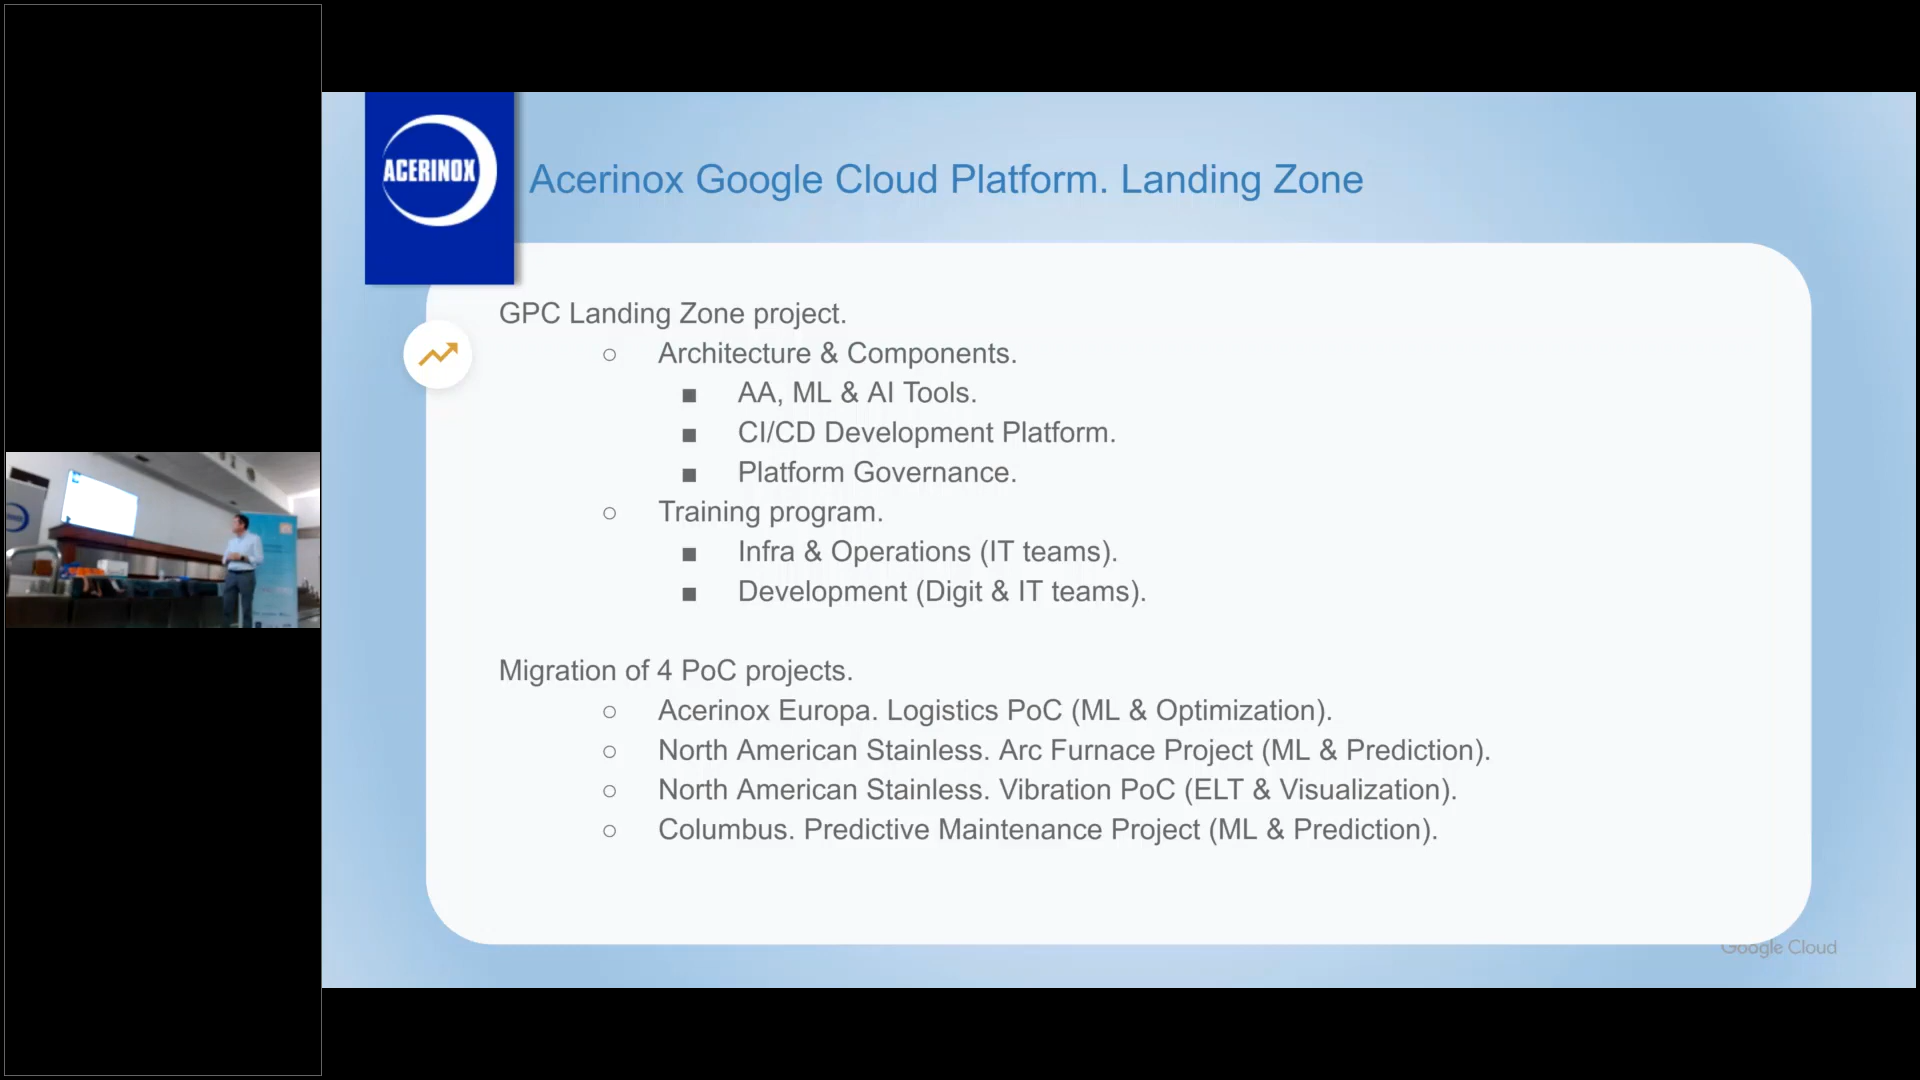 ACERINOX
Acerinox Google Cloud Platform. Landing Zone
GPC Landing Zone project.
○ Architecture & Components.
■ AA, ML & AI Tools.
■ CI/CD Development Platform.
■ Platform Governance.
○ Training program.
■ Infra & Operations (IT teams).
■ Development (Digit & IT teams).
Migration of 4 PoC projects.
○ Acerinox Europa. Logistics PoC (ML & Optimization).
○ North American Stainless. Arc Furnace Project (ML & Prediction).
○ North American Stainless. Vibration PoC (ELT & Visualization).
○ Columbus. Predictive Maintenance Project (ML & Prediction).
Google Cloud